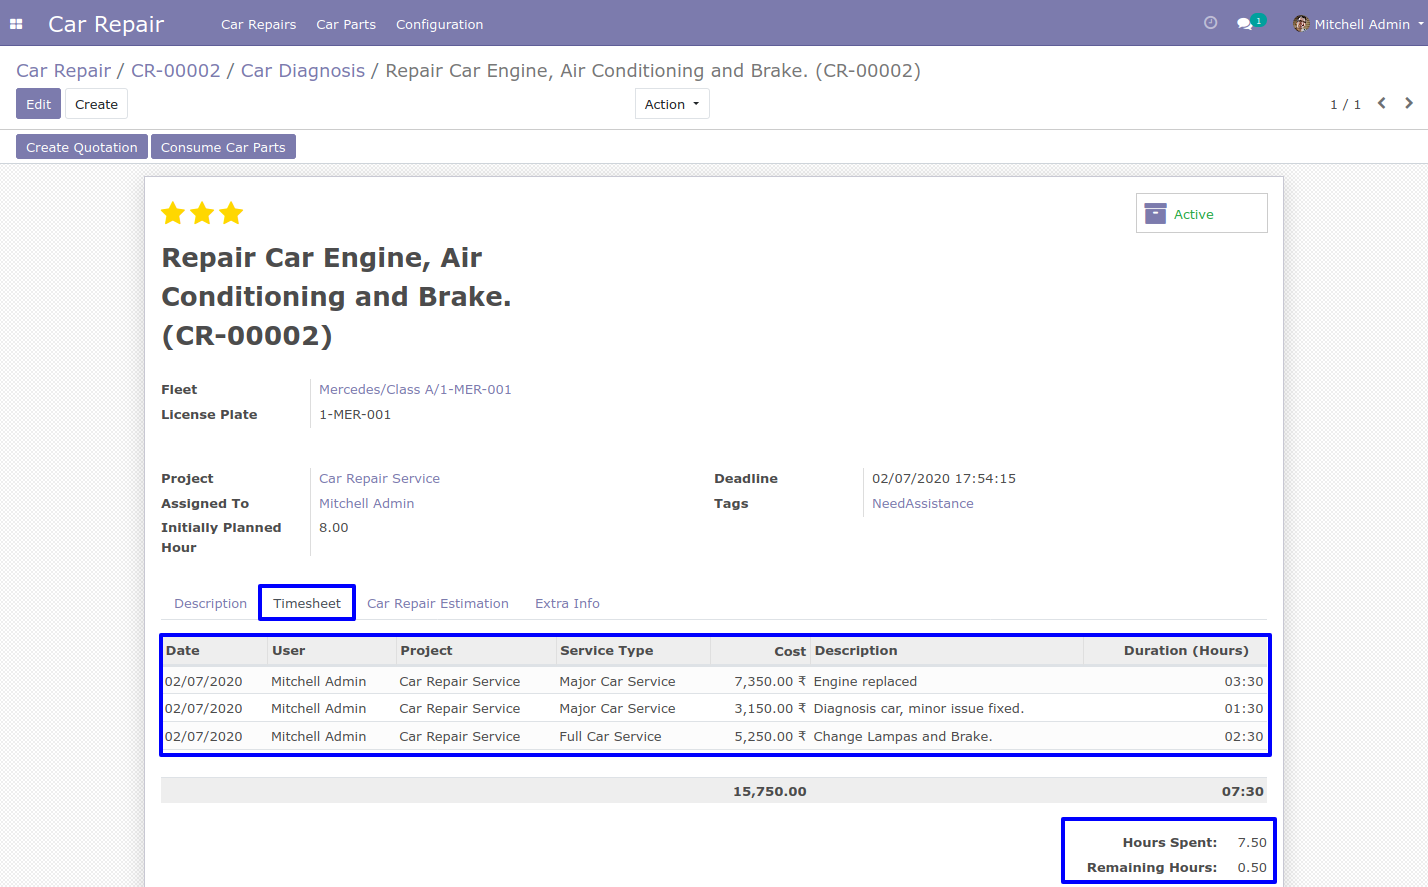 Car Repair Car Repairs Car Parts Configuration 1 Mitchell Admin
Car Repair / CR-00002 / Car Diagnosis / Repair Car Engine, Air Conditioning and Brake. (CR-00002)
Edit Create Action 1 / 1
Create Quotation Consume Car Parts
Active
Repair Car Engine, Air
Conditioning and Brake.
(CR-00002)
Fleet Mercedes/Class A/1-MER-001
License Plate 1-MER-001
Project Car Repair Service Deadline 02/07/2020 17:54:15
Assigned To Mitchell Admin Tags NeedAssistance
Initially Planned 8.00
Hour
Description Timesheet Car Repair Estimation Extra Info
Date User Project Service Type Cost Description Duration (Hours)
02/07/2020 Mitchell Admin Car Repair Service Major Car Service 7,350.00 ₹ Engine replaced 03:30
02/07/2020 Mitchell Admin Car Repair Service Major Car Service 3,150.00 ₹ Diagnosis car, minor issue fixed. 01:30
02/07/2020 Mitchell Admin Car Repair Service Full Car Service 5,250.00 ₹ Change Lampas and Brake. 02:30
15,750.00 07:30
Hours Spent: 7.50
Remaining Hours: 0.50